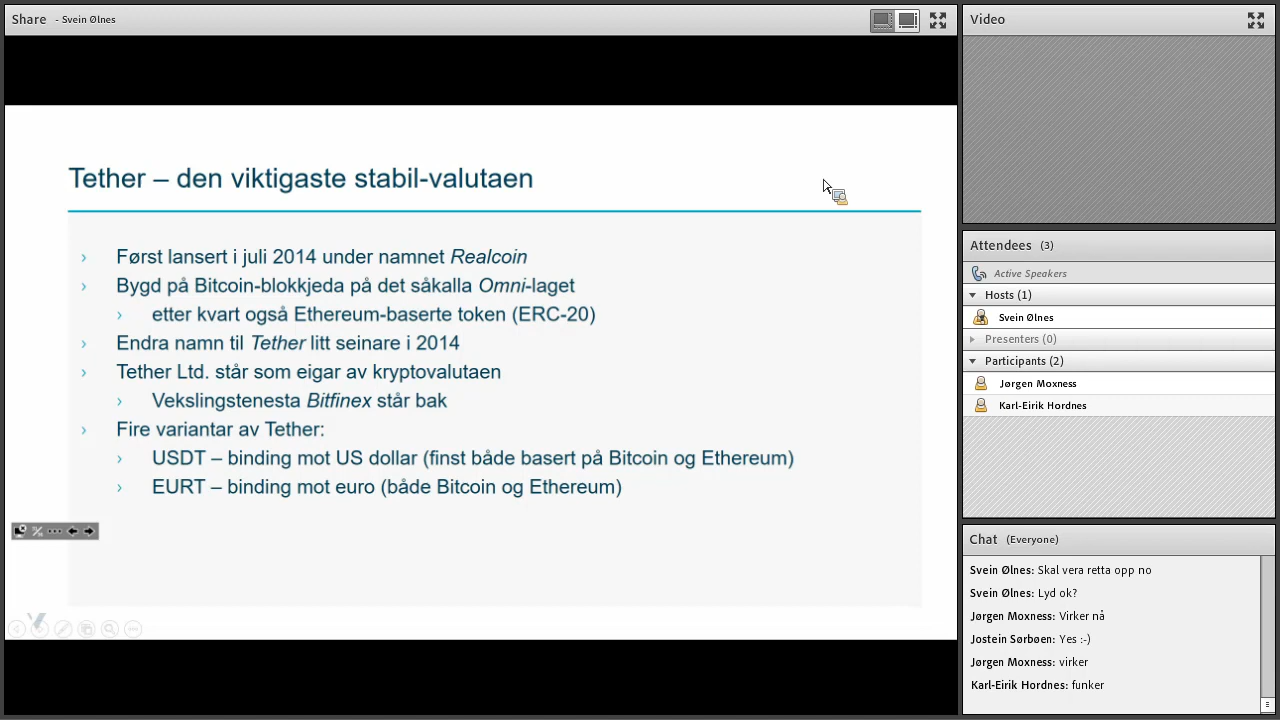 Share - Svein Ølnes
Tether – den viktigaste stabil-valutaen
› Først lansert i juli 2014 under namnet Realcoin
› Bygd på Bitcoin-blokkjeda på det såkalla Omni-laget
› etter kvart også Ethereum-baserte token (ERC-20)
› Endra namn til Tether litt seinare i 2014
› Tether Ltd. står som eigar av kryptovalutaen
› Vekslingstenesta Bitfinex står bak
› Fire variantar av Tether:
› USDT – binding mot US dollar (finst både basert på Bitcoin og Ethereum)
› EURT – binding mot euro (både Bitcoin og Ethereum)
Video
Attendees (3)
Active Speakers
Hosts (1)
Svein Ølnes
Presenters (0)
Participants (2)
Jørgen Moxness
Karl-Eirik Hordnes
Chat (Everyone)
Svein Ølnes: Skal vera retta opp no
Svein Ølnes: Lyd ok?
Jørgen Moxness: Virker nå
Jostein Sørbøen: Yes :-)
Jørgen Moxness: virker
Karl-Eirik Hordnes: funker